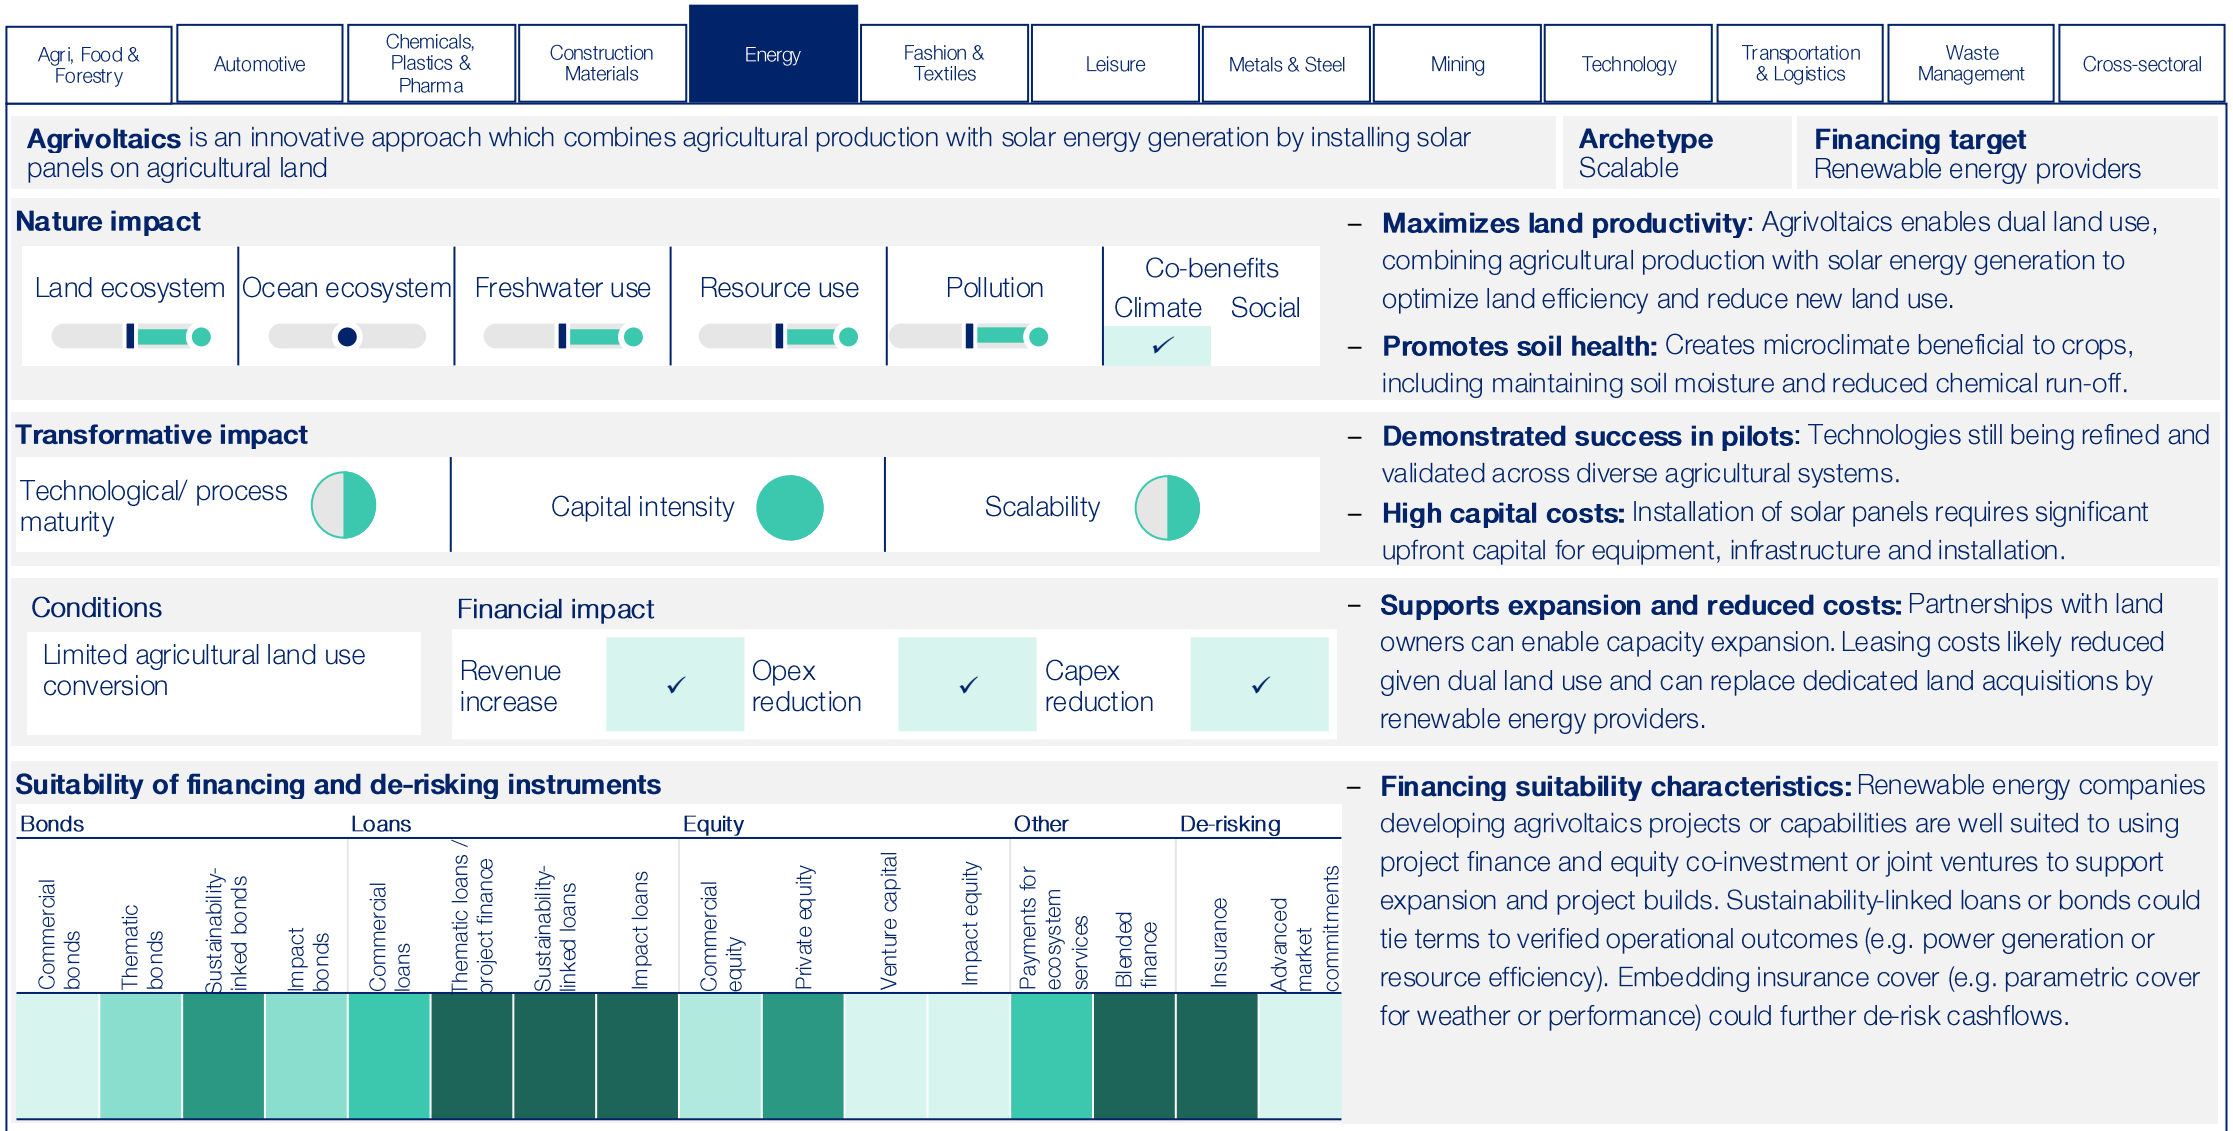 Agri, Food &
Forestry
Automotive
Chemicals,
Plastics &
Pharma
Construction
Materials
Energy
Fashion &
Textiles
Leisure
Metals & Steel
Mining
Technology
Transportation
& Logistics
Waste
Management
Cross-sectoral
Agrivoltaics is an innovative approach which combines agricultural production with solar energy generation by installing solar
panels on agricultural land
Archetype
Scalable
Financing target
Renewable energy providers
Nature impact
Land ecosystem
Ocean ecosystem
Freshwater use
Resource use
Pollution
Co-benefits
Climate Social
✓
– Maximizes land productivity: Agrivoltaics enables dual land use,
combining agricultural production with solar energy generation to
optimize land efficiency and reduce new land use.
– Promotes soil health: Creates microclimate beneficial to crops,
including maintaining soil moisture and reduced chemical run-off.
Transformative impact
Technological/ process
maturity
Capital intensity
Scalability
– Demonstrated success in pilots: Technologies still being refined and
validated across diverse agricultural systems.
– High capital costs: Installation of solar panels requires significant
upfront capital for equipment, infrastructure and installation.
Conditions
Limited agricultural land use
conversion
Financial impact
Revenue
increase
✓
Opex
reduction
✓
Capex
reduction
✓
– Supports expansion and reduced costs: Partnerships with land
owners can enable capacity expansion. Leasing costs likely reduced
given dual land use and can replace dedicated land acquisitions by
renewable energy providers.
Suitability of financing and de-risking instruments
Bonds
Loans
Equity
Other
De-risking
Commercial
bonds
Thematic
bonds
Sustainability-
linked bonds
Impact
bonds
Commercial
loans
Thematic loans /
project finance
Sustainability-
linked loans
Impact loans
Commercial
equity
Private equity
Venture capital
Impact equity
Payments for
ecosystem
services
Blended
finance
Insurance
Advanced
market
commitments
– Financing suitability characteristics: Renewable energy companies
developing agrivoltaics projects or capabilities are well suited to using
project finance and equity co-investment or joint ventures to support
expansion and project builds. Sustainability-linked loans or bonds could
tie terms to verified operational outcomes (e.g. power generation or
resource efficiency). Embedding insurance cover (e.g. parametric cover
for weather or performance) could further de-risk cashflows.